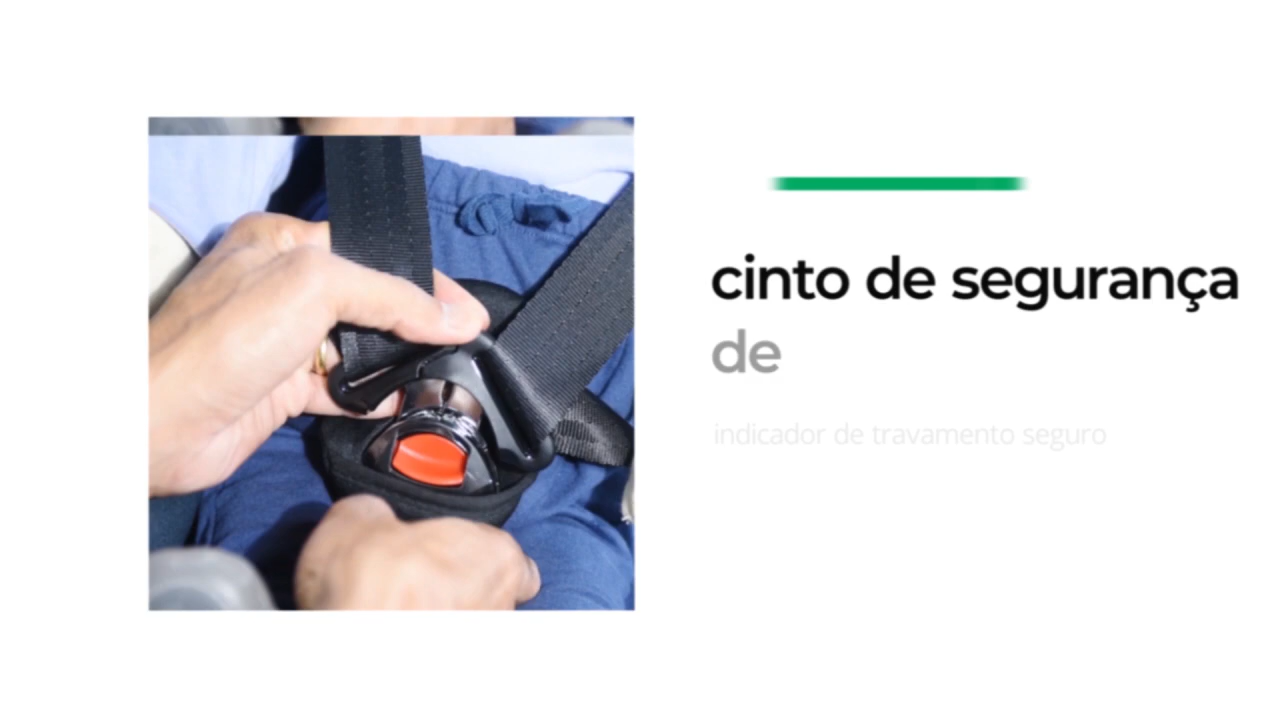 cinto de segurança
de
indicador de travamento seguro